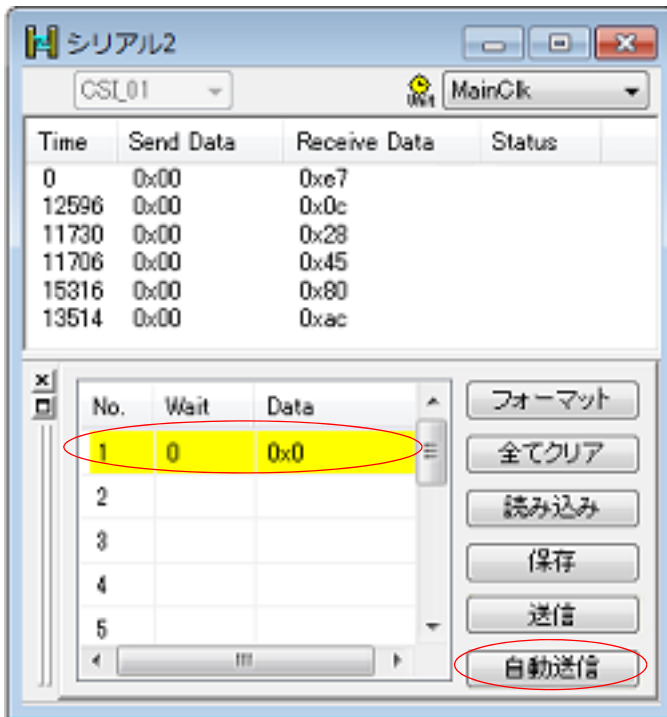 シリアル2
CSI_01 Unit MainClk
Time Send Data Receive Data Status
0 0x00 0xe7
12596 0x00 0x0c
11730 0x00 0x28
11706 0x00 0x45
15316 0x00 0x80
13514 0x00 0xac
No. Wait Data
1 0 0x0
2
3
4
5
フォーマット
全てクリア
読み込み
保存
送信
自動送信